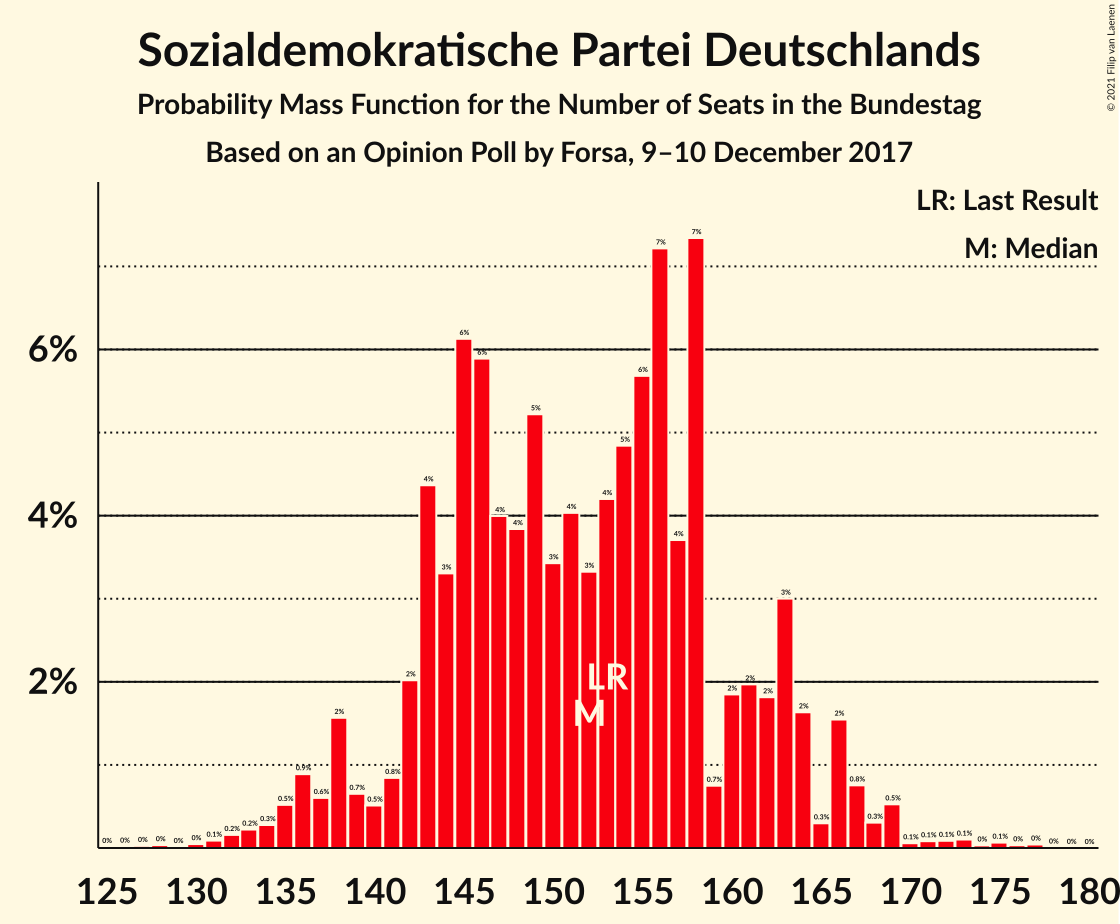 Sozialdemokratische Partei Deutschlands
Probability Mass Function for the Number of Seats in the Bundestag
Based on an Opinion Poll by Forsa, 9–10 December 2017
© 2021 Filip van Laenen
LR: Last Result
M: Median
6%
4%
2%
0% 0% 0% 0% 0% 0% 0.1% 0.2% 0.2% 0.3% 0.5% 0.9% 0.6% 2% 0.7% 0.5% 0.8% 2% 4% 3% 6% 6% 4% 4% 5% 3% 4% 3% 4% 5% 6% 7% 4% 7% 0.7% 2% 2% 2% 3% 2% 0.3% 2% 0.8% 0.3% 0.5% 0.1% 0.1% 0.1% 0.1% 0% 0.1% 0% 0% 0% 0% 0%
LR
M
125 130 135 140 145 150 155 160 165 170 175 180